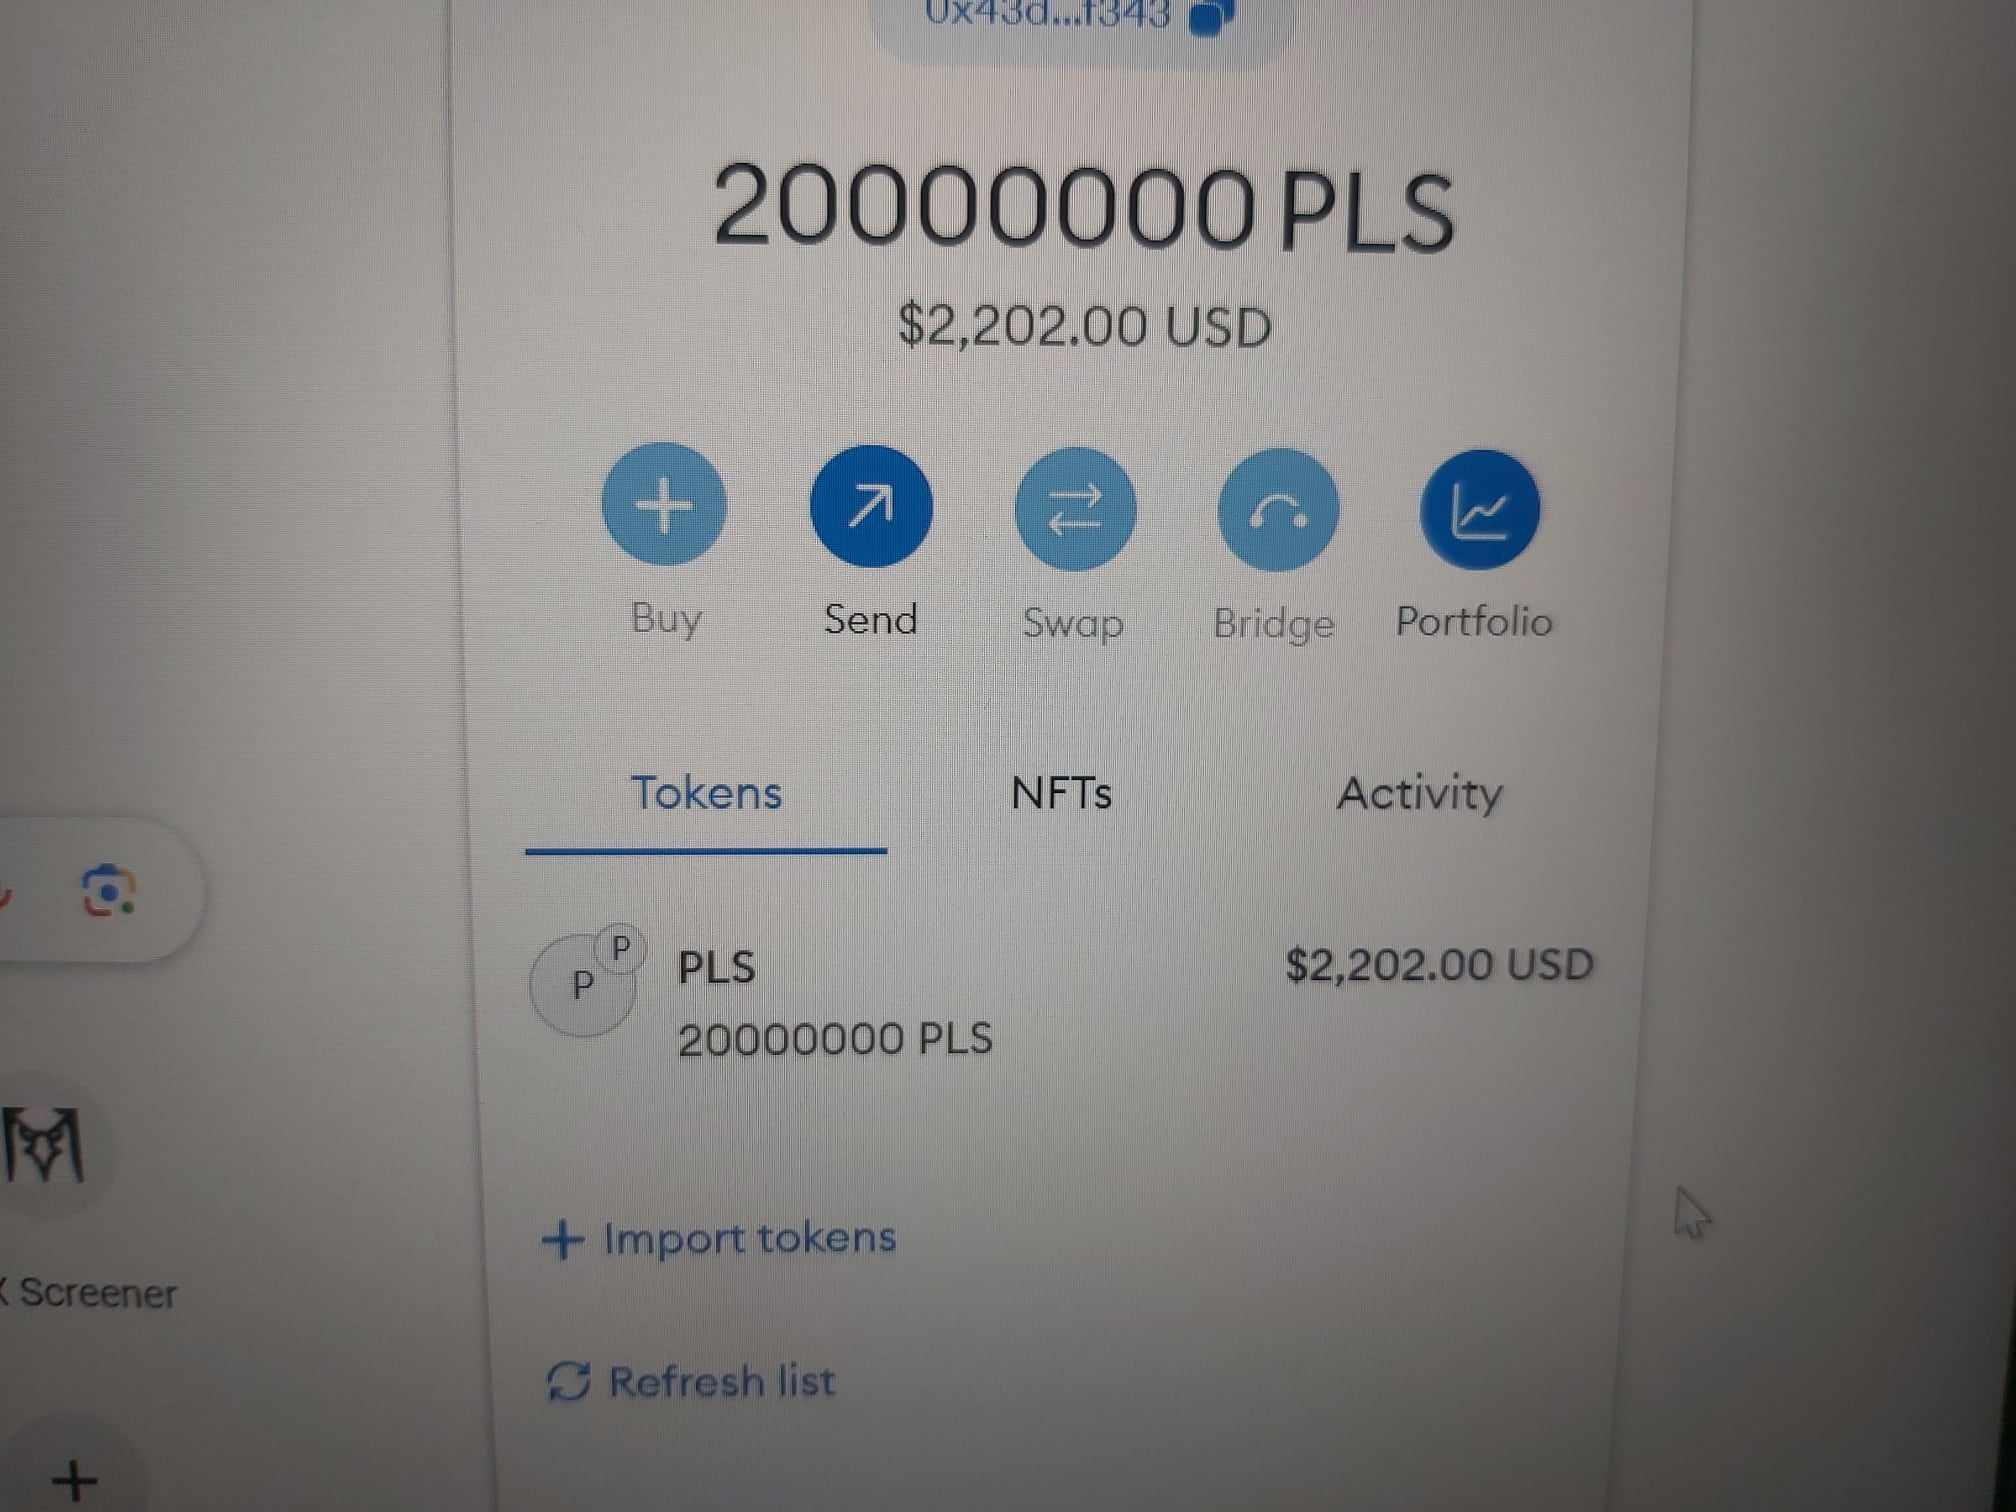 0x43d...f343
20000000 PLS
$2,202.00 USD
Buy
Send
Swap
Bridge
Portfolio
Tokens
NFTs
Activity
P
P
PLS
$2,202.00 USD
20000000 PLS
+ Import tokens
Screener
Refresh list